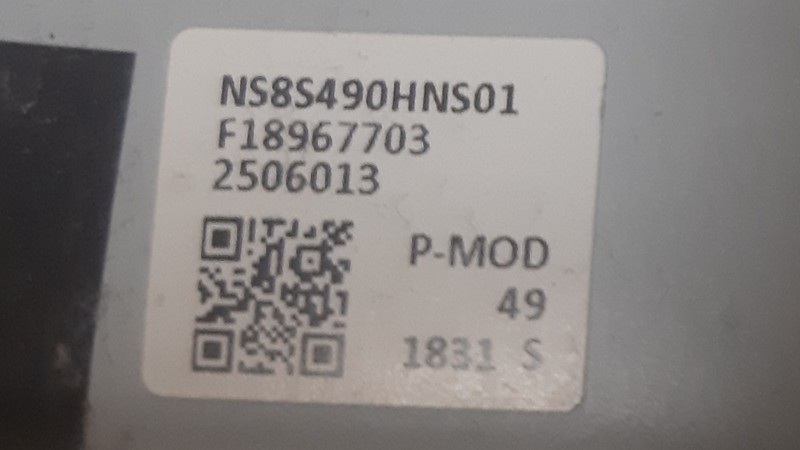 NS8S490HNS01
F18967703
2506013
P-MOD
49
1831 S